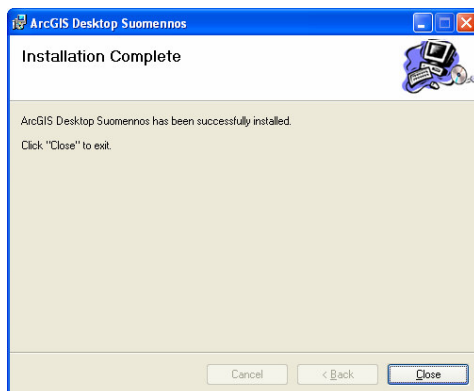 ArcGIS Desktop Suomennos
Installation Complete
ArcGIS Desktop Suomennos has been successfully installed.
Click "Close" to exit.
Cancel
< Back
Close